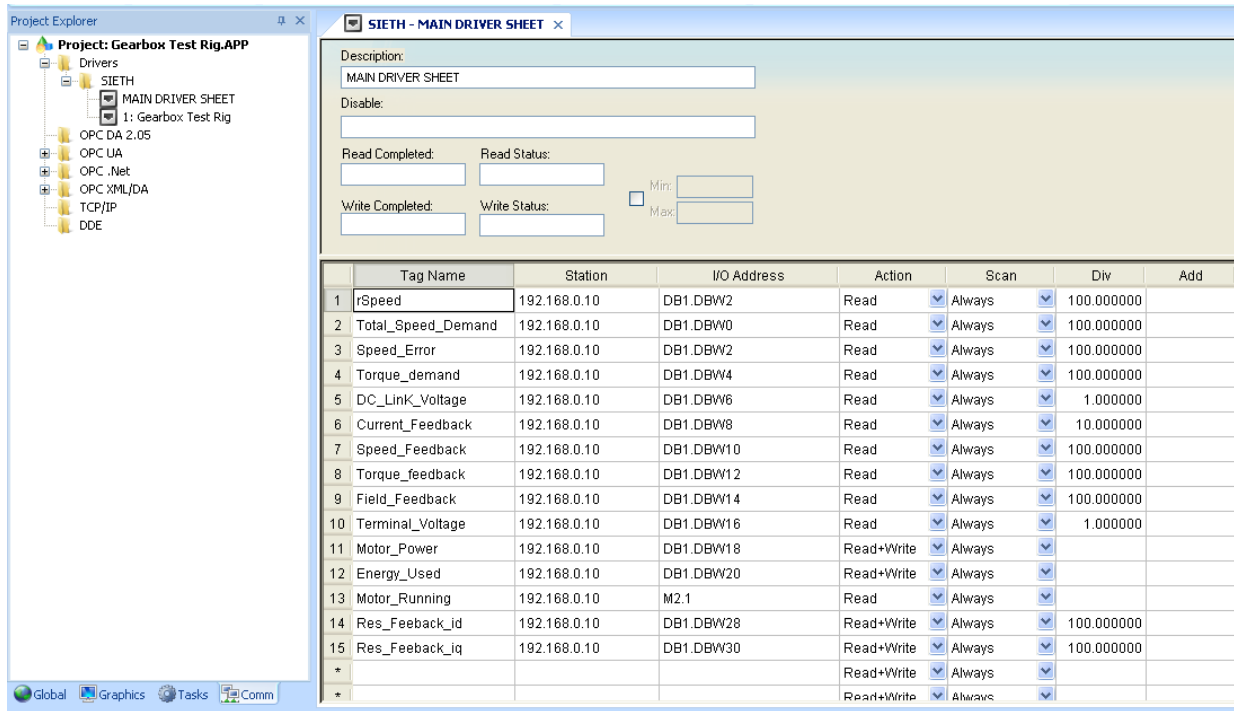 Project Explorer
Project: Gearbox Test Rig.APP
Drivers
SIETH
MAIN DRIVER SHEET
1: Gearbox Test Rig
OPC DA 2.05
OPC UA
OPC .Net
OPC XML/DA
TCP/IP
DDE
Global Graphics Tasks Comm
SIETH - MAIN DRIVER SHEET
Description:
MAIN DRIVER SHEET
Disable:
Read Completed: Read Status:
Min:
Write Completed: Write Status:
Max:
Tag Name Station I/O Address Action Scan Div Add
1 rSpeed 192.168.0.10 DB1.DBW2 Read Always 100.000000
2 Total_Speed_Demand 192.168.0.10 DB1.DBW0 Read Always 100.000000
3 Speed_Error 192.168.0.10 DB1.DBW2 Read Always 100.000000
4 Torque_demand 192.168.0.10 DB1.DBW4 Read Always 100.000000
5 DC_LinK_Voltage 192.168.0.10 DB1.DBW6 Read Always 1.000000
6 Current_Feedback 192.168.0.10 DB1.DBW8 Read Always 10.000000
7 Speed_Feedback 192.168.0.10 DB1.DBW10 Read Always 100.000000
8 Torque_feedback 192.168.0.10 DB1.DBW12 Read Always 100.000000
9 Field_Feedback 192.168.0.10 DB1.DBW14 Read Always 100.000000
10 Terminal_Voltage 192.168.0.10 DB1.DBW16 Read Always 1.000000
11 Motor_Power 192.168.0.10 DB1.DBW18 Read+Write Always
12 Energy_Used 192.168.0.10 DB1.DBW20 Read+Write Always
13 Motor_Running 192.168.0.10 M2.1 Read Always
14 Res_Feeback_id 192.168.0.10 DB1.DBW28 Read+Write Always 100.000000
15 Res_Feeback_iq 192.168.0.10 DB1.DBW30 Read+Write Always 100.000000
* Read+Write Always
* Read+Write Always